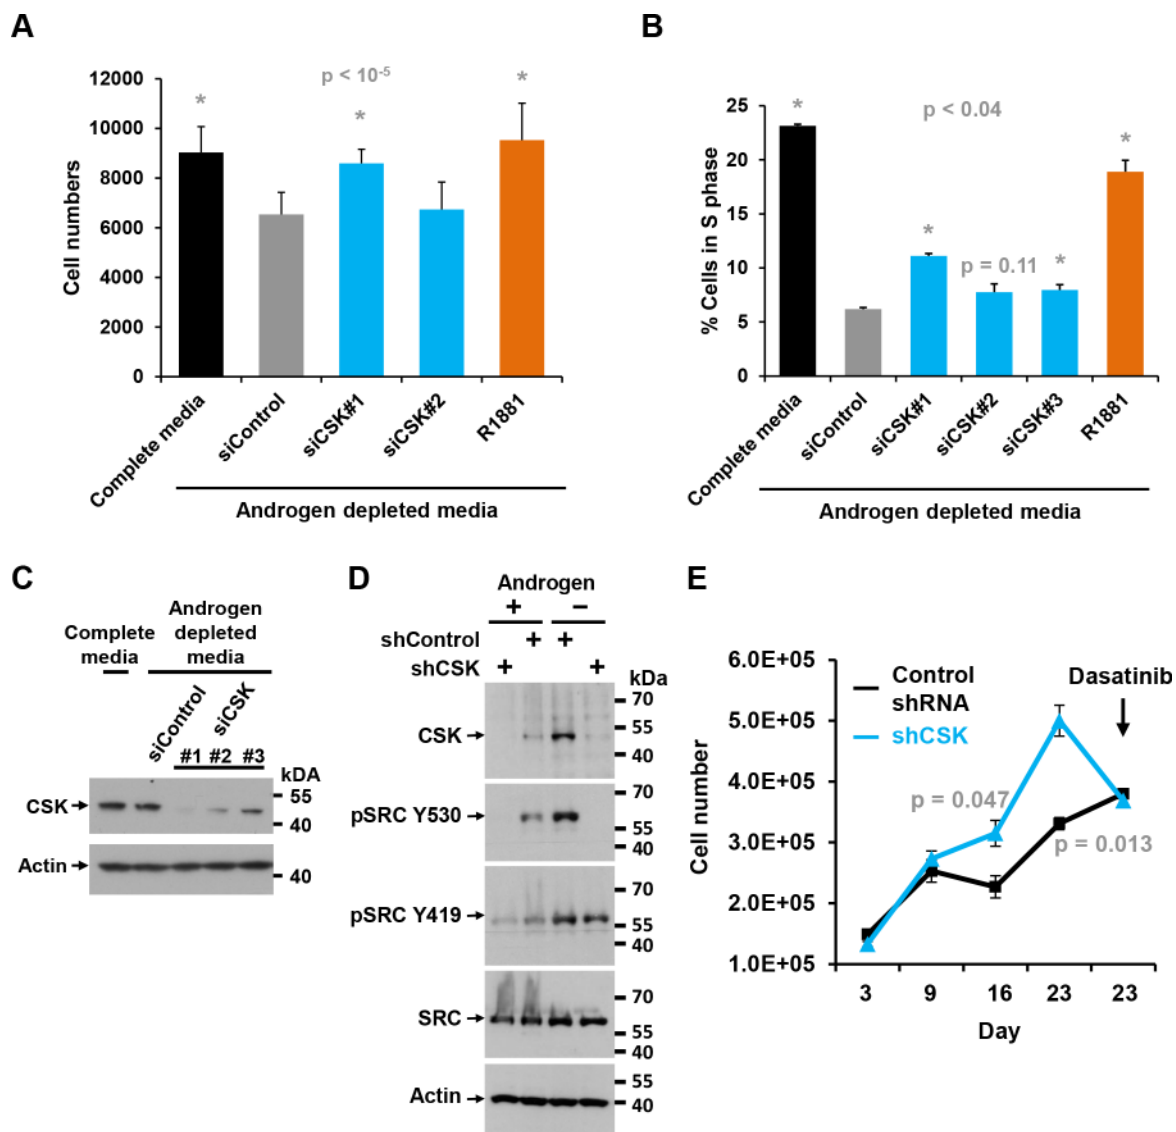 A
12000
10000
8000
6000
4000
2000
0
Cell numbers
p < 10-5
*
*
*
Complete media
siControl
siCSK#1
siCSK#2
R1881
Androgen depleted media
B
25
20
15
10
5
0
% Cells in S phase
p < 0.04
*
*
p = 0.11
*
*
Complete media
siControl
siCSK#1
siCSK#2
siCSK#3
R1881
Androgen depleted media
C
Complete
media
Androgen
depleted
media
siControl
siCSK
#1 #2 #3
kDA
CSK
55
40
Actin
40
D
Androgen
+ −
shControl + +
shCSK + +
kDa
70
CSK
55
40
70
pSRC Y530
55
40
70
pSRC Y419
55
40
SRC
70
55
40
Actin
55
40
E
6.0E+05
5.0E+05
4.0E+05
3.0E+05
2.0E+05
1.0E+05
Cell number
Control
shRNA
shCSK
Dasatinib
p = 0.047
p = 0.013
3 9 16 23 23
Day